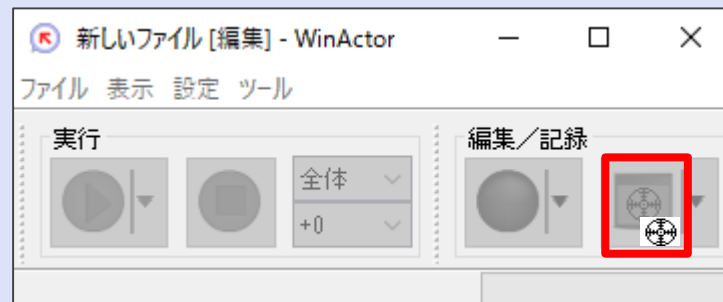 新しいファイル [編集] - WinActor
ファイル 表示 設定 ツール
実行
編集／記録
全体
+0